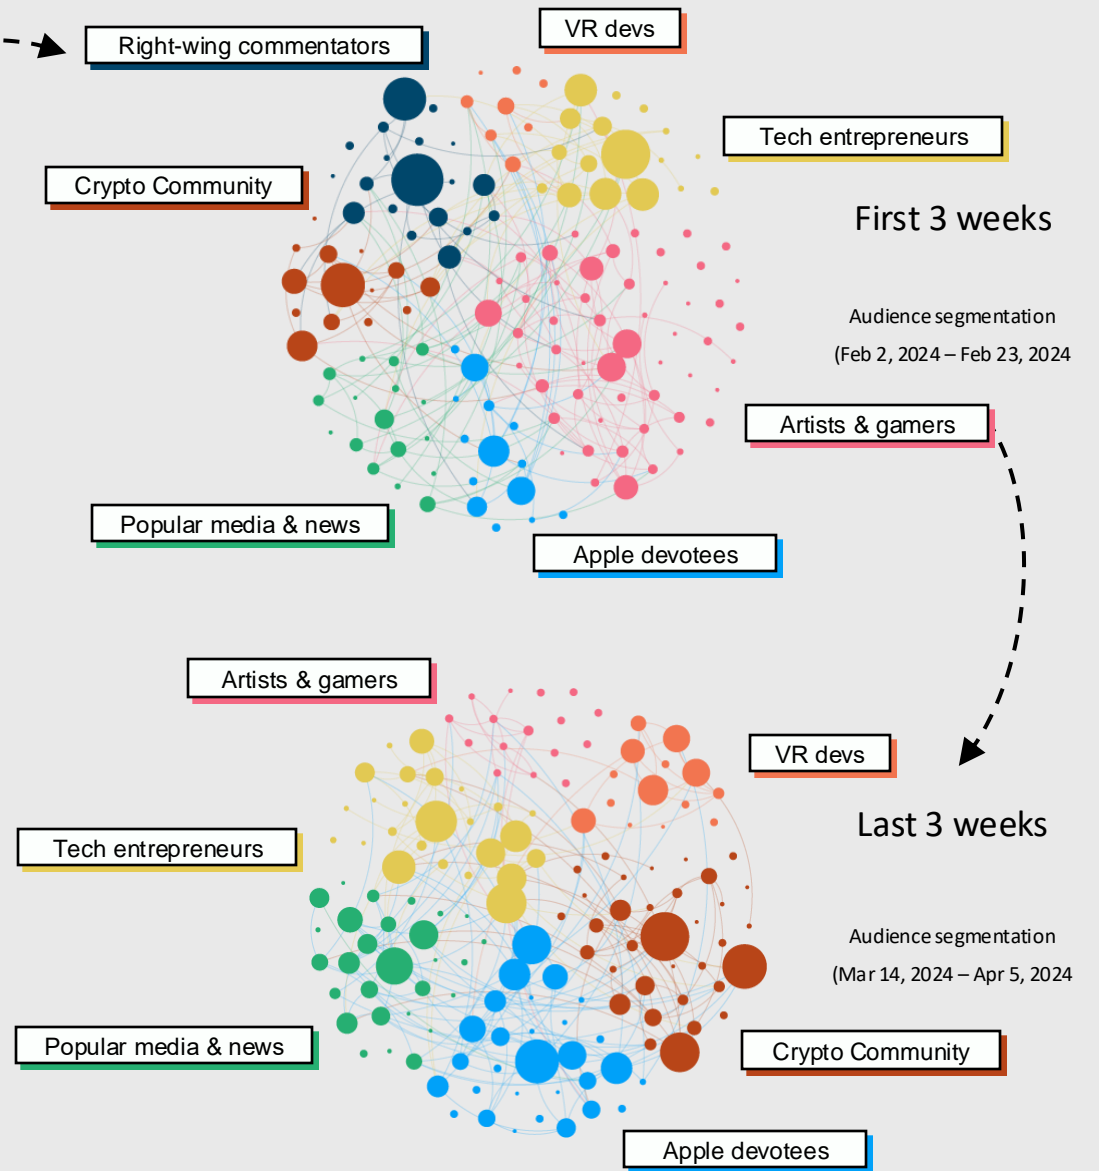 VR devs
Right-wing commentators
Tech entrepreneurs
Crypto Community
First 3 weeks
Audience segmentation
(Feb 2, 2024 – Feb 23, 2024
Artists & gamers
Popular media & news
Apple devotees
Artists & gamers
VR devs
Last 3 weeks
Tech entrepreneurs
Audience segmentation
(Mar 14, 2024 – Apr 5, 2024
Popular media & news
Crypto Community
Apple devotees